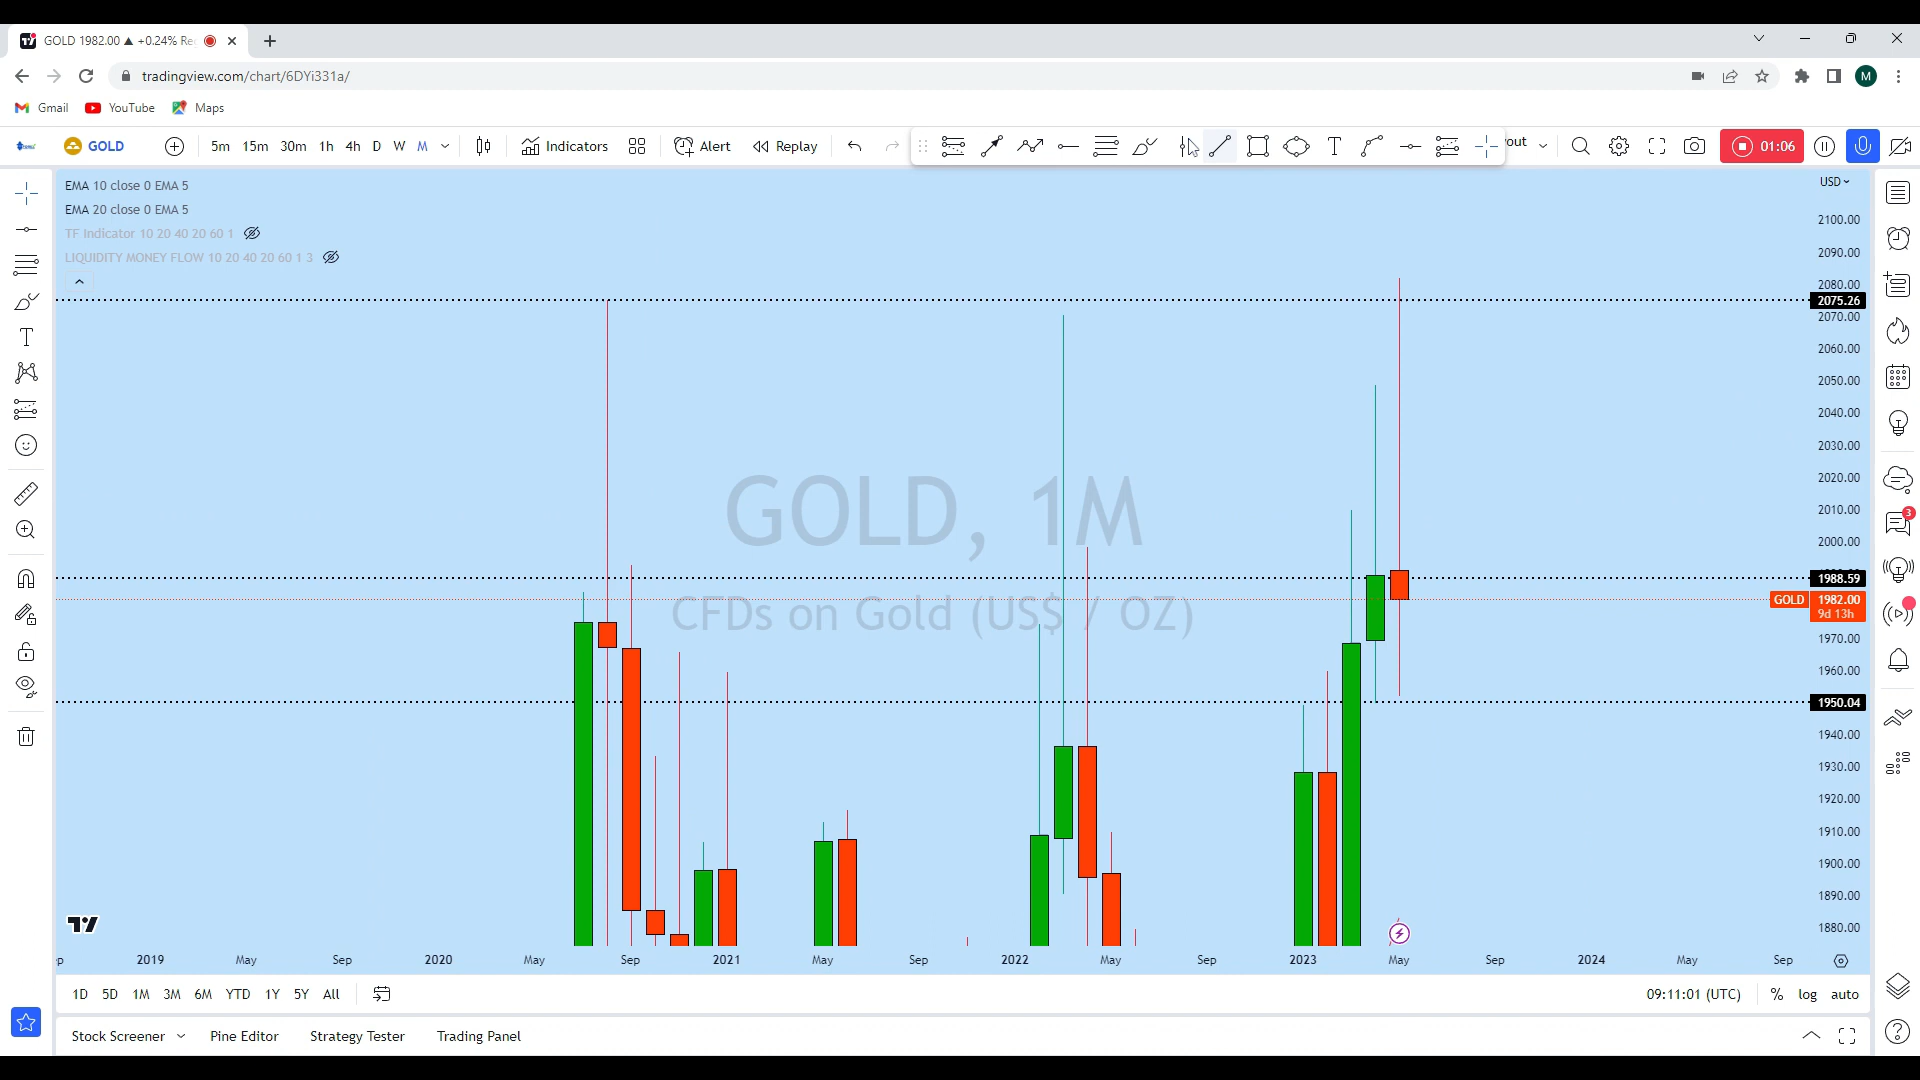 GOLD 1982.00 ▲ +0.24% Re
tradingview.com/chart/6DYi331a/
M
Gmail YouTube Maps
GOLD 5m 15m 30m 1h 4h D W M Indicators Alert Replay out 01:06
EMA 10 close 0 EMA 5
EMA 20 close 0 EMA 5
TF Indicator 10 20 40 20 60 1
LIQUIDITY MONEY FLOW 10 20 40 20 60 1 3
USD
2100.00
2090.00
2080.00
2075.26
2070.00
2060.00
2050.00
2040.00
2030.00
2020.00
2010.00
2000.00
1988.59
GOLD 1982.00
9d 13h
1970.00
1960.00
1950.04
1940.00
1930.00
1920.00
1910.00
1900.00
1890.00
1880.00
GOLD, 1M
CFDs on Gold (US$ / OZ)
3
p 2019 May Sep 2020 May Sep 2021 May Sep 2022 May Sep 2023 May Sep 2024 May Sep
1D 5D 1M 3M 6M YTD 1Y 5Y All 09:11:01 (UTC) % log auto
Stock Screener Pine Editor Strategy Tester Trading Panel